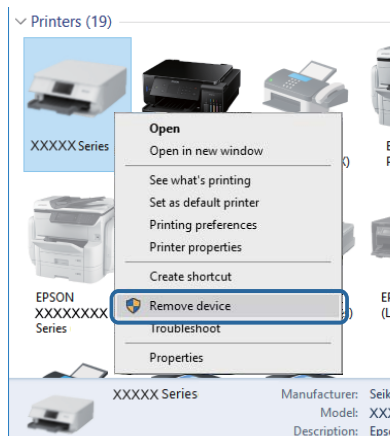 Printers (19)
XXXXX Series
Open
Open in new window
See what's printing
Set as default printer
Printing preferences
Printer properties
Create shortcut
Remove device
Troubleshoot
Properties
EPSON
XXXXXXXX
Series
XXXXX Series
Manufacturer:
Model:
Description: